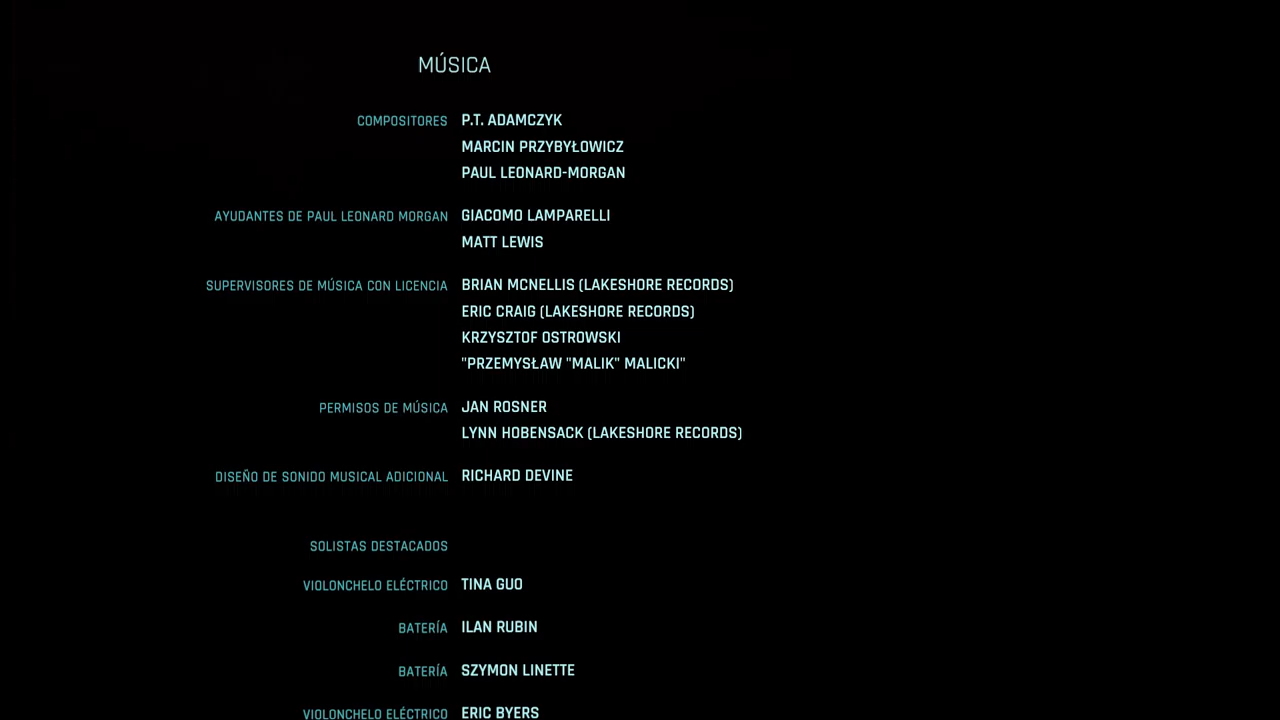 MÚSICA
COMPOSITORES P.T. ADAMCZYK
MARCIN PRZYBYŁOWICZ
PAUL LEONARD-MORGAN
AYUDANTES DE PAUL LEONARD MORGAN GIACOMO LAMPARELLI
MATT LEWIS
SUPERVISORES DE MÚSICA CON LICENCIA BRIAN MCNELLIS (LAKESHORE RECORDS)
ERIC CRAIG (LAKESHORE RECORDS)
KRZYSZTOF OSTROWSKI
"PRZEMYSŁAW "MALIK" MALICKI"
PERMISOS DE MÚSICA JAN ROSNER
LYNN HOBENSACK (LAKESHORE RECORDS)
DISEÑO DE SONIDO MUSICAL ADICIONAL RICHARD DEVINE
SOLISTAS DESTACADOS
VIOLONCHELO ELÉCTRICO TINA GUO
BATERÍA ILAN RUBIN
BATERÍA SZYMON LINETTE
VIOLONCHELO ELÉCTRICO ERIC BYERS